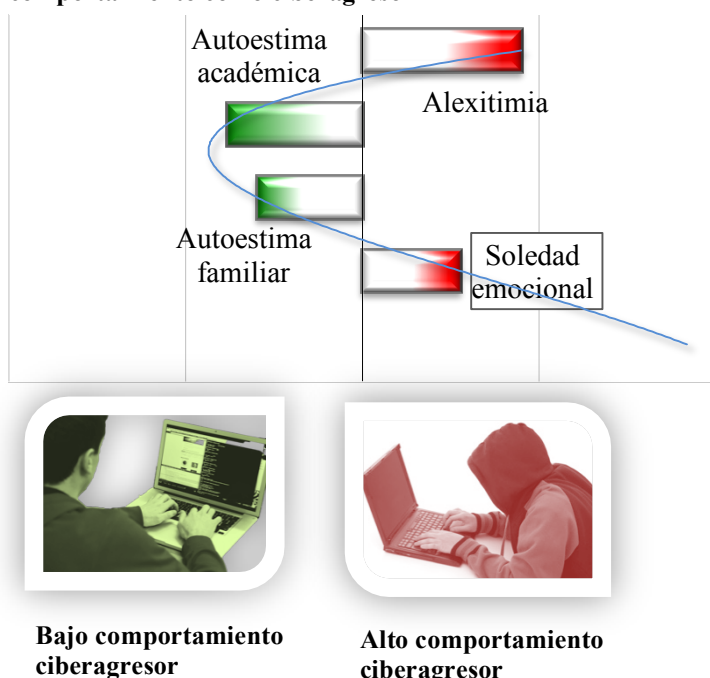 Autoestima
académica
Alexitimia
Autoestima
familiar
Soledad
emocional
Bajo comportamiento
ciberagresor
Alto comportamiento
ciberagresor